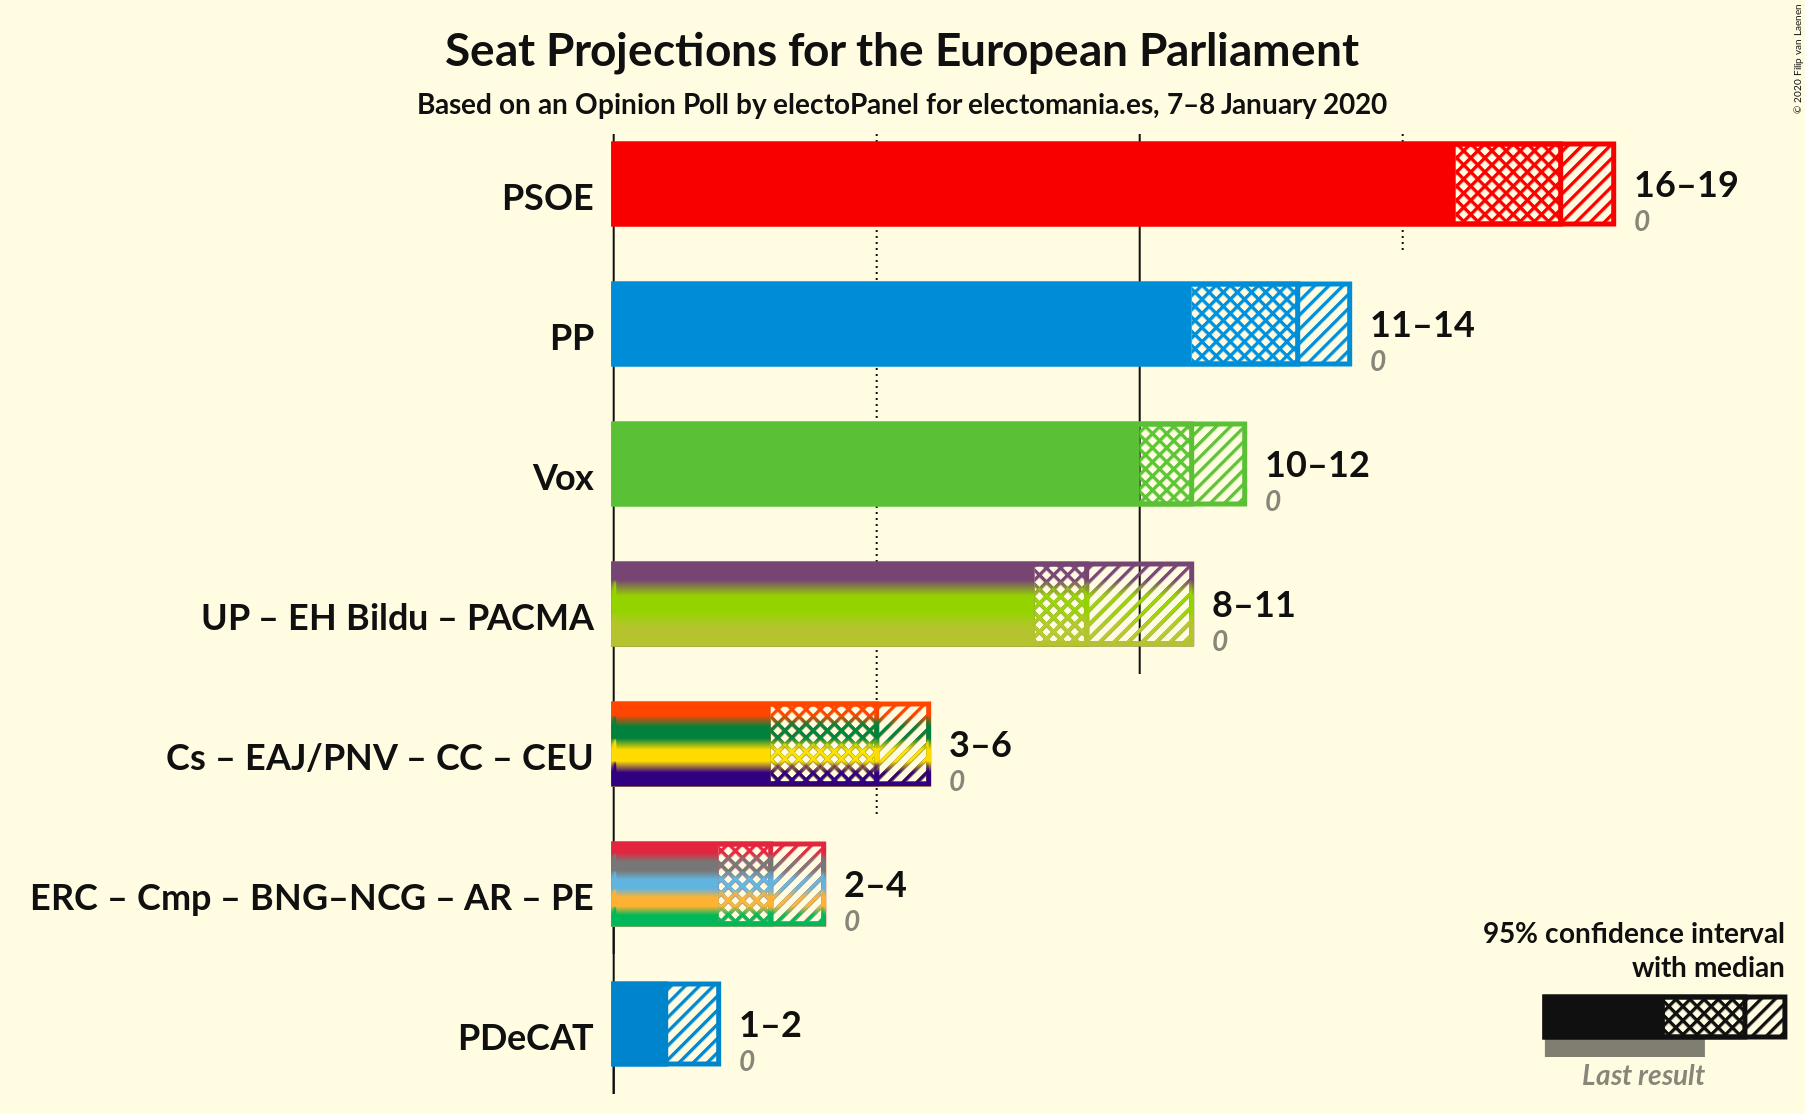 Seat Projections for the European Parliament
Based on an Opinion Poll by electoPanel for electomania.es, 7–8 January 2020
© 2020 Filip van Laenen
PSOE
16–19
0
PP
11–14
0
Vox
10–12
0
UP – EH Bildu – PACMA
8–11
0
Cs – EAJ/PNV – CC – CEU
3–6
0
ERC – Cmp – BNG–NCG – AR – PE
2–4
0
PDeCAT
1–2
0
95% confidence interval
with median
Last result